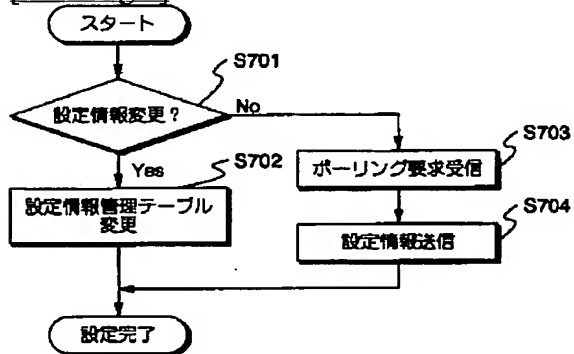 スタート
S701
設定情報変更？
No
Yes
S702
設定情報管理テーブル
変更
S703
ポーリング要求受信
S704
設定情報送信
設定完了